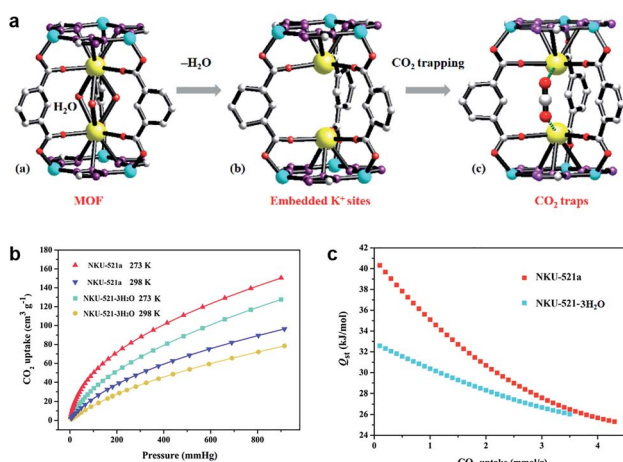 a
–H₂O
CO₂ trapping
H₂O
(a)
(b)
(c)
MOF
Embedded K⁺ sites
CO₂ traps
b
CO₂ uptake (cm³ g⁻¹)
180
160
140
120
100
80
60
40
20
0
NKU-521a 273 K
NKU-521a 298 K
NKU-521-3H₂O 273 K
NKU-521-3H₂O 298 K
0 200 400 600 800
Pressure (mmHg)
c
Qst (kJ/mol)
42
40
38
36
34
32
30
28
26
24
NKU-521a
NKU-521-3H₂O
0 1 2 3 4